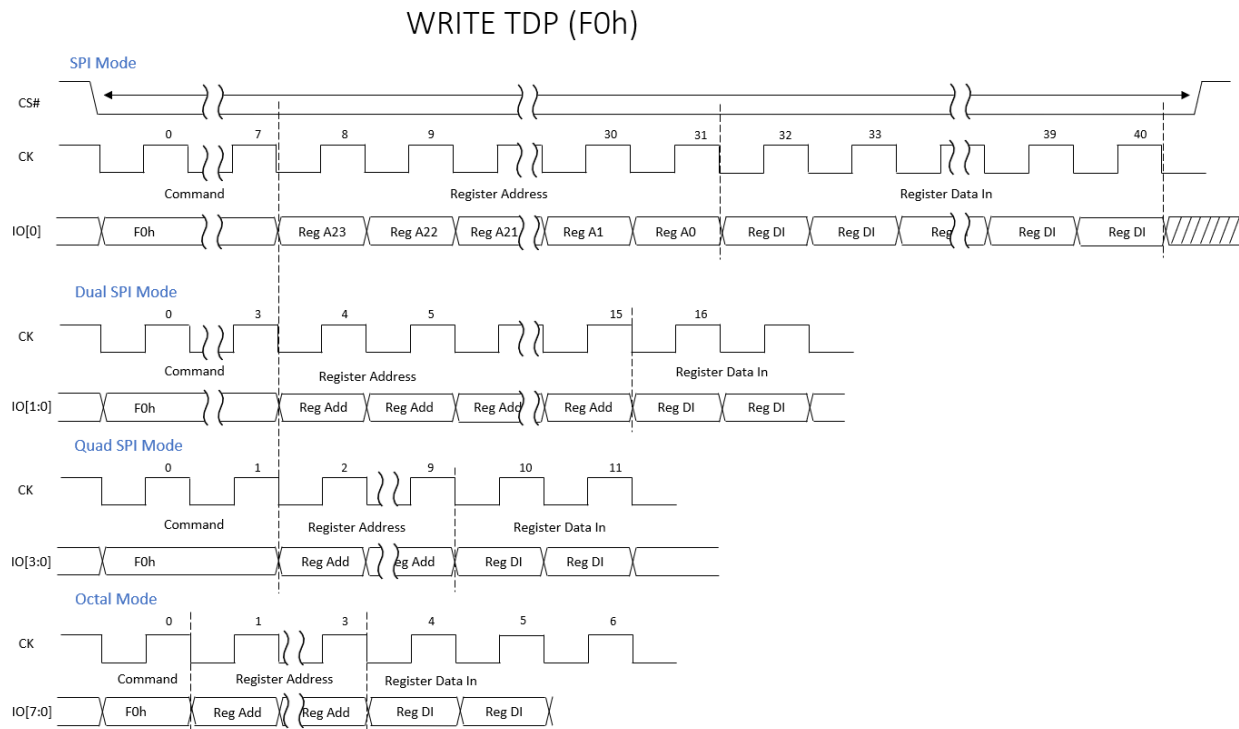 WRITE TDP (F0h)
SPI Mode
CS#
0 7 8 9 30 31 32 33 39 40
CK
Command Register Address Register Data In
IO[0] F0h Reg A23 Reg A22 Reg A21 Reg A1 Reg A0 Reg DI Reg DI Reg Reg DI Reg DI
Dual SPI Mode
0 3 4 5 15 16
CK
Command Register Address Register Data In
IO[1:0] F0h Reg Add Reg Add Reg Add Reg Add Reg DI Reg DI
Quad SPI Mode
0 1 2 9 10 11
CK
Command Register Address Register Data In
IO[3:0] F0h Reg Add eg Add Reg DI Reg DI
Octal Mode
0 1 3 4 5 6
CK
Command Register Address Register Data In
IO[7:0] F0h Reg Add Reg Add Reg DI Reg DI